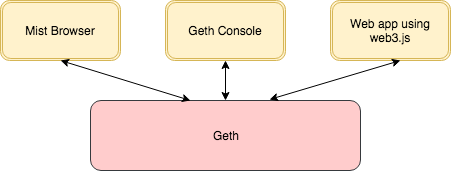 Mist Browser
Geth Console
Web app using
web3.js
Geth